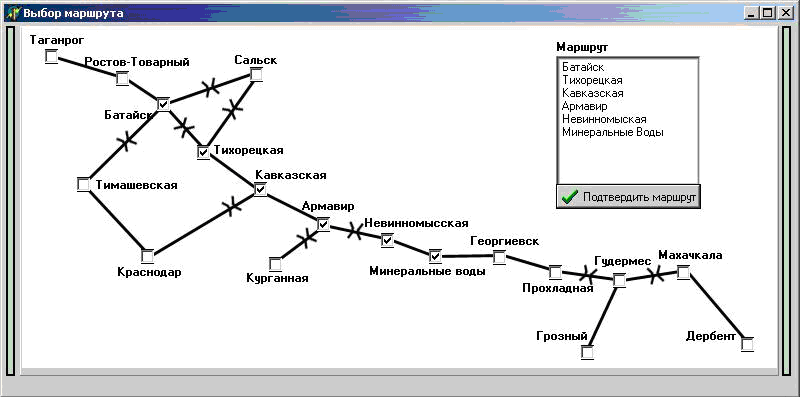 Выбор маршрута
Таганрог
Ростов-Товарный
Сальск
Батайск
Тихорецкая
Тимашевская
Кавказская
Армавир
Невинномысская
Краснодар
Курганная
Минеральные воды
Георгиевск
Прохладная
Гудермес
Махачкала
Грозный
Дербент
Маршрут
Батайск
Тихорецкая
Кавказская
Армавир
Невинномыская
Минеральные Воды
Подтвердить маршрут